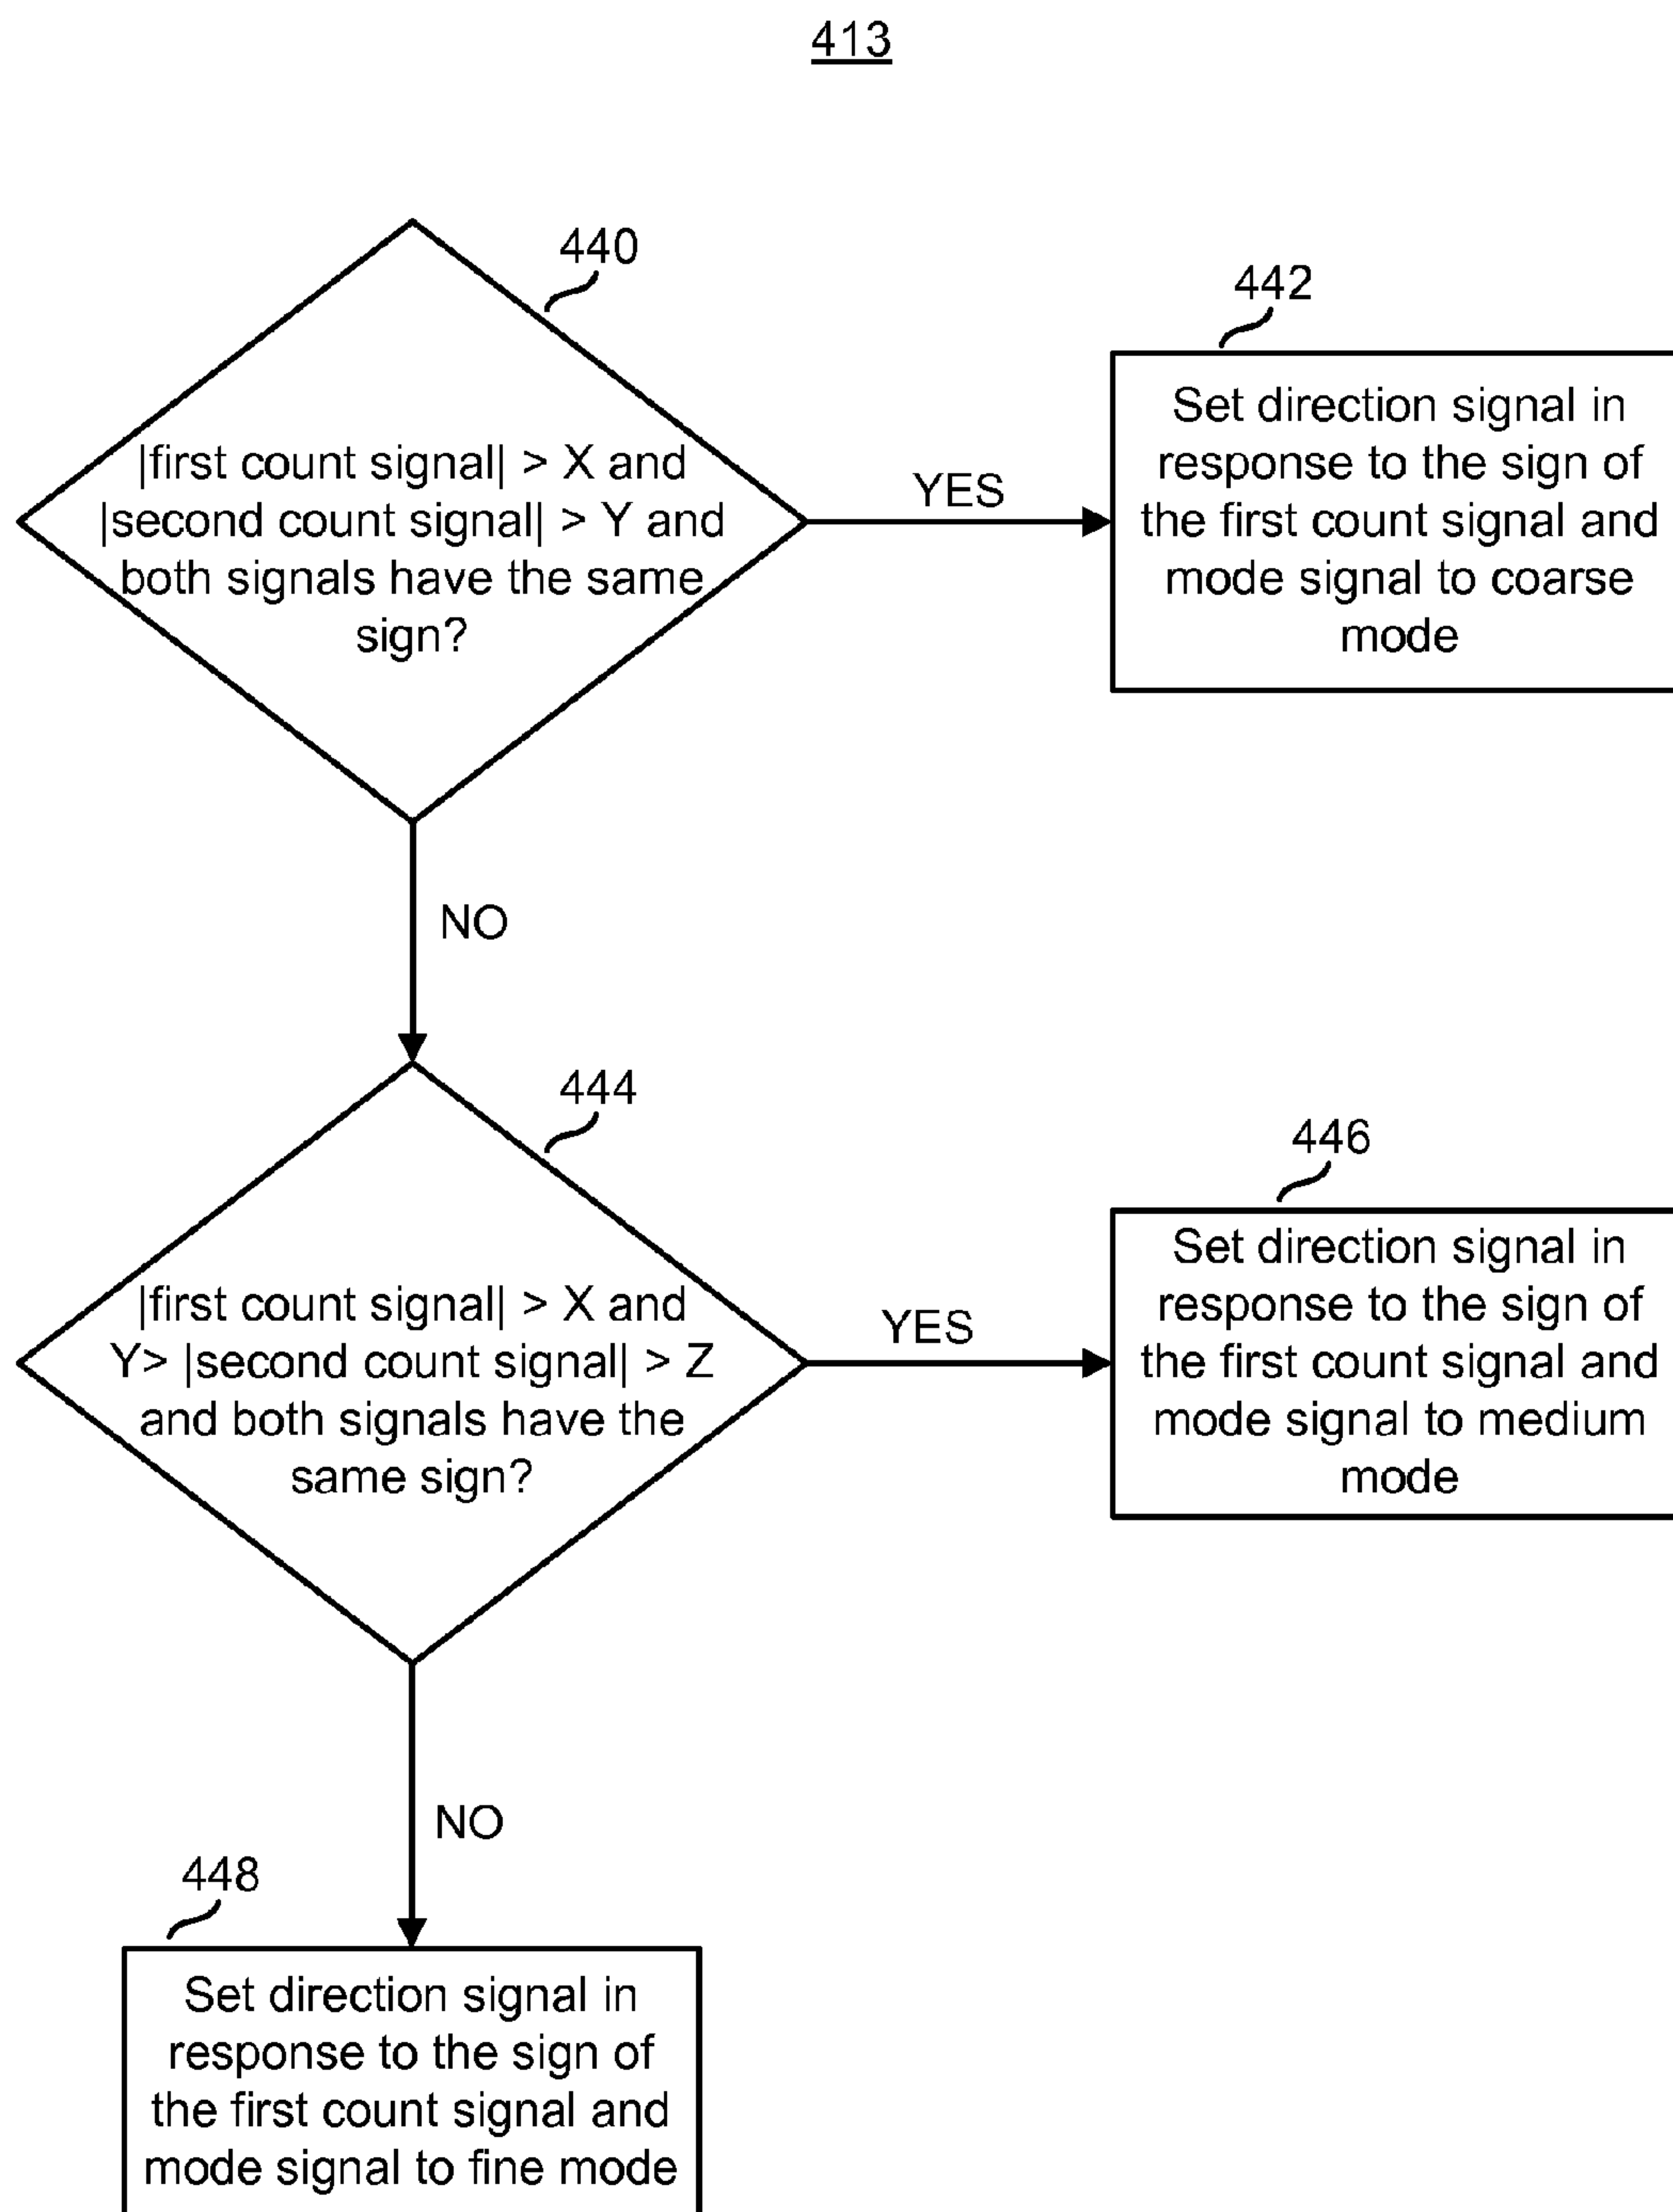 413
440
|first count signal| > X and
|second count signal| > Y and
both signals have the same
sign?
YES
442
Set direction signal in
response to the sign of
the first count signal and
mode signal to coarse
mode
NO
444
|first count signal| > X and
Y> |second count signal| > Z
and both signals have the
same sign?
YES
446
Set direction signal in
response to the sign of
the first count signal and
mode signal to medium
mode
NO
448
Set direction signal in
response to the sign of
the first count signal and
mode signal to fine mode